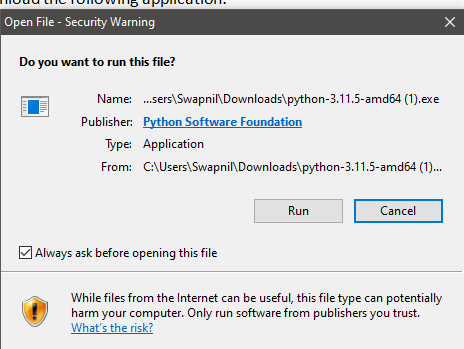 nload the following application.
Open File - Security Warning
Do you want to run this file?
Name: ...sers\Swapnil\Downloads\python-3.11.5-amd64 (1).exe
Publisher: Python Software Foundation
Type: Application
From: C:\Users\Swapnil\Downloads\python-3.11.5-amd64 (1)...
Run Cancel
Always ask before opening this file
While files from the Internet can be useful, this file type can potentially
harm your computer. Only run software from publishers you trust.
What's the risk?